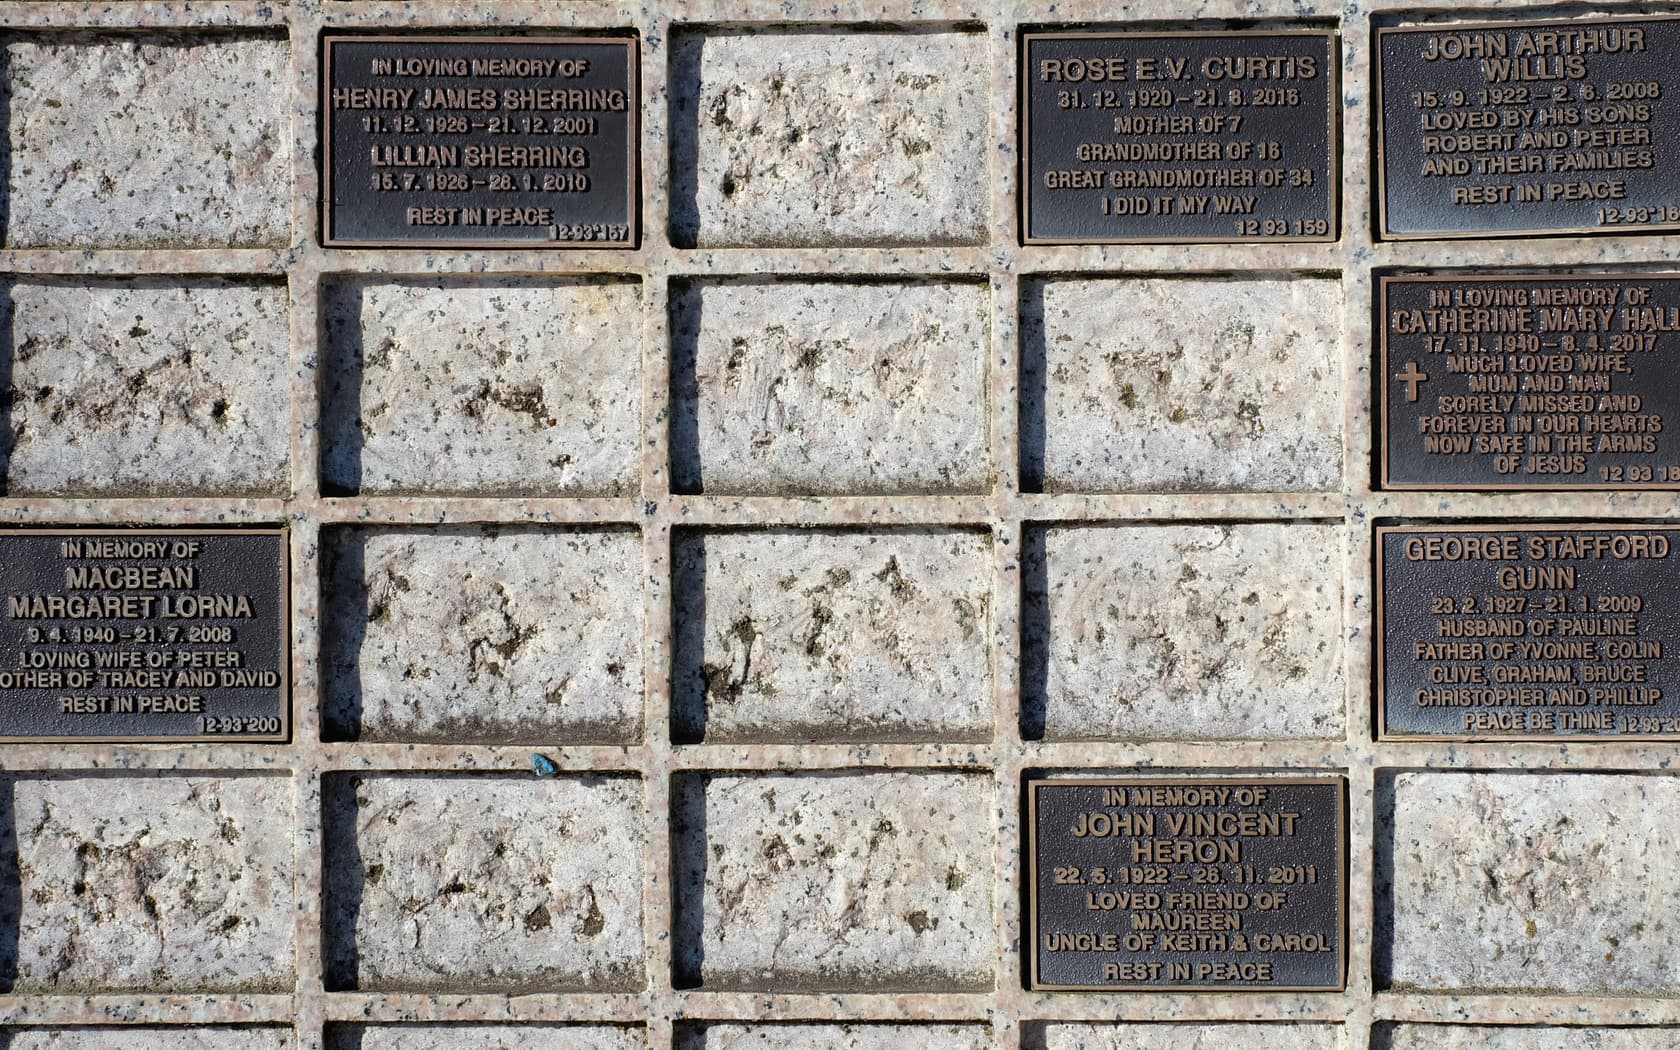 IN LOVING MEMORY OF
HENRY JAMES SHERRING
11. 12. 1926 – 21. 12. 2001
LILLIAN SHERRING
15. 7. 1926 – 28. 1. 2010
REST IN PEACE
12-93*157
ROSE E.V. CURTIS
31. 12. 1920 – 21. 8. 2016
MOTHER OF 7
GRANDMOTHER OF 16
GREAT GRANDMOTHER OF 34
I DID IT MY WAY
12 93 159
JOHN ARTHUR
WILLIS
15. 9. 1922 – 2. 6. 2008
LOVED BY HIS SONS
ROBERT AND PETER
AND THEIR FAMILIES
REST IN PEACE
IN LOVING MEMORY OF
CATHERINE MARY
17. 11. 1940 – 8. 4. 2017
MUCH LOVED WIFE,
MUM AND NAN
SORELY MISSED AND
FOREVER IN OUR HEARTS
NOW SAFE IN THE ARMS
OF JESUS
IN MEMORY OF
MACBEAN
MARGARET LORNA
9. 4. 1940 – 21. 7. 2008
LOVING WIFE OF PETER
OTHER OF TRACEY AND DAVID
REST IN PEACE
12-93*200
GEORGE STAFFORD
GUNN
23. 2. 1927 – 21. 1. 2009
HUSBAND OF PAULINE
FATHER OF YVONNE, COLIN
CLIVE, GRAHAM, BRUCE
CHRISTOPHER AND PHILLIP
PEACE BE THINE
IN MEMORY OF
JOHN VINCENT
HERON
22. 5. 1922 – 26. 11. 2011
LOVED FRIEND OF
MAUREEN
UNCLE OF KEITH & CAROL
REST IN PEACE